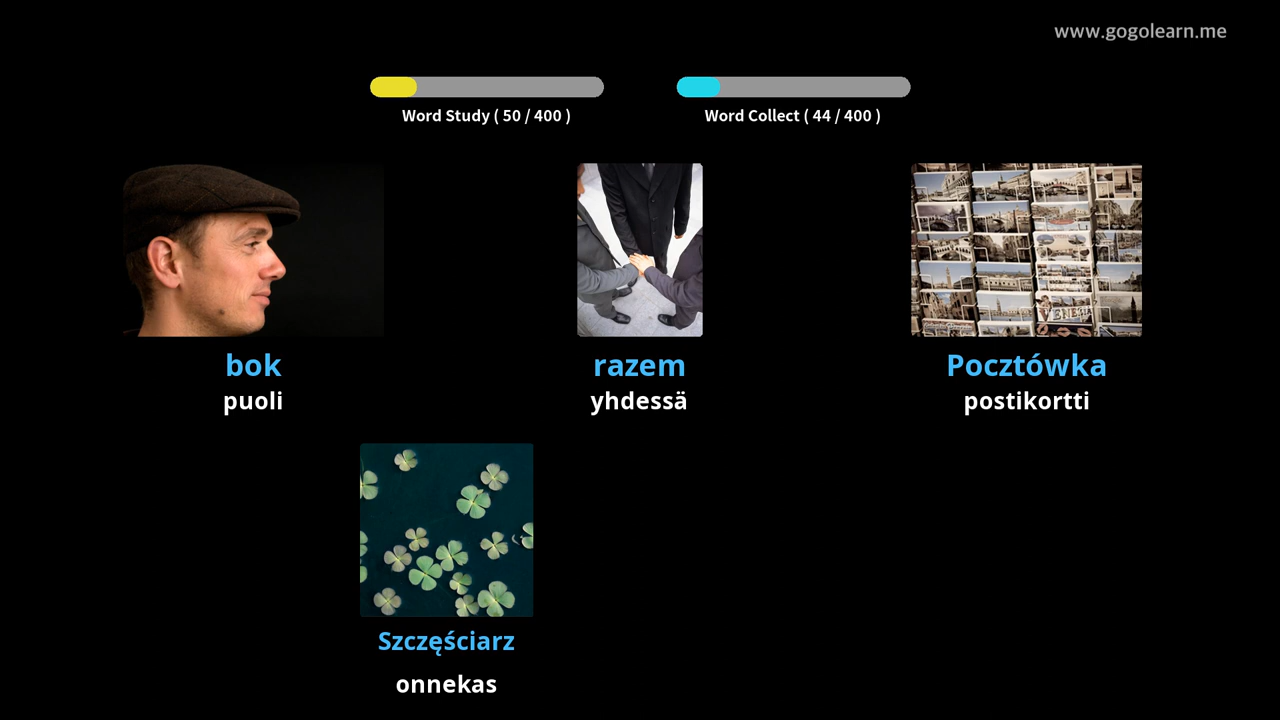 www.gogolearn.me
Word Study ( 50 / 400 )
Word Collect ( 44 / 400 )
bok
puoli
razem
yhdessä
Pocztówka
postikortti
Szczęściarz
onnekas